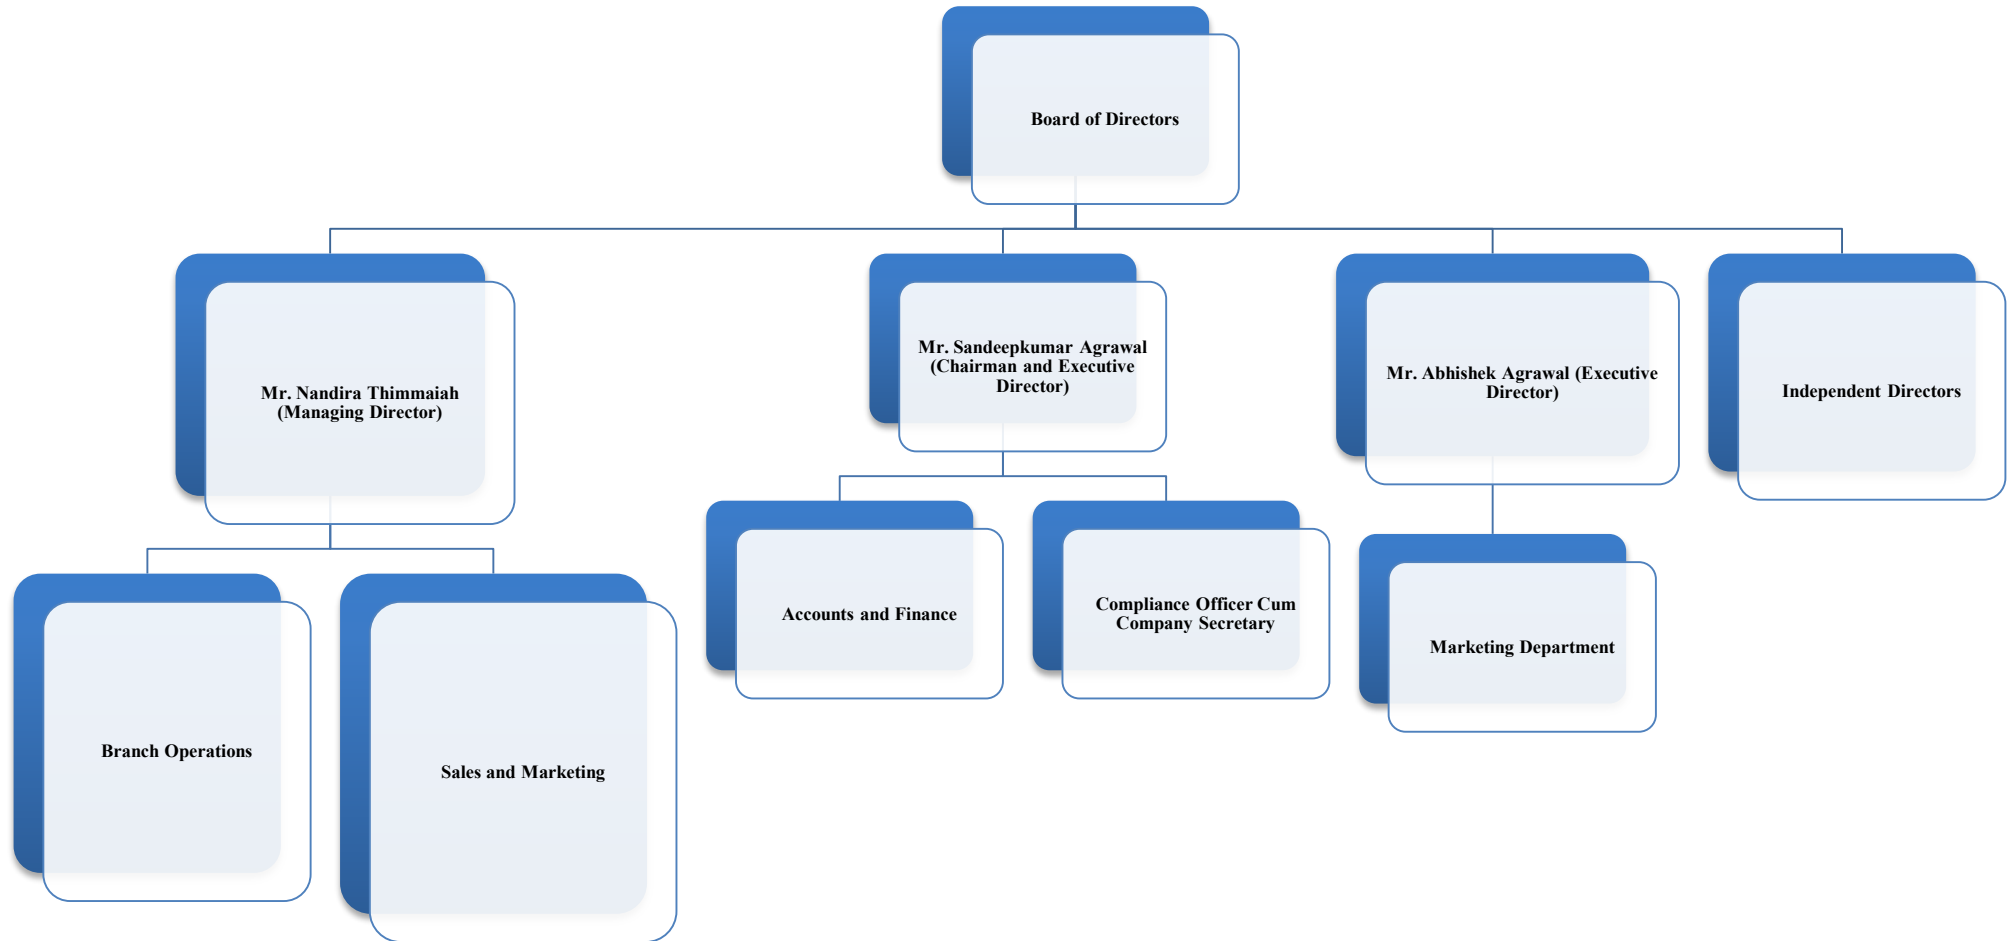 Board of Directors
Mr. Nandira Thimmaiah
(Managing Director)
Mr. Sandeepkumar Agrawal
(Chairman and Executive
Director)
Mr. Abhishek Agrawal (Executive
Director)
Independent Directors
Branch Operations
Sales and Marketing
Accounts and Finance
Compliance Officer Cum
Company Secretary
Marketing Department